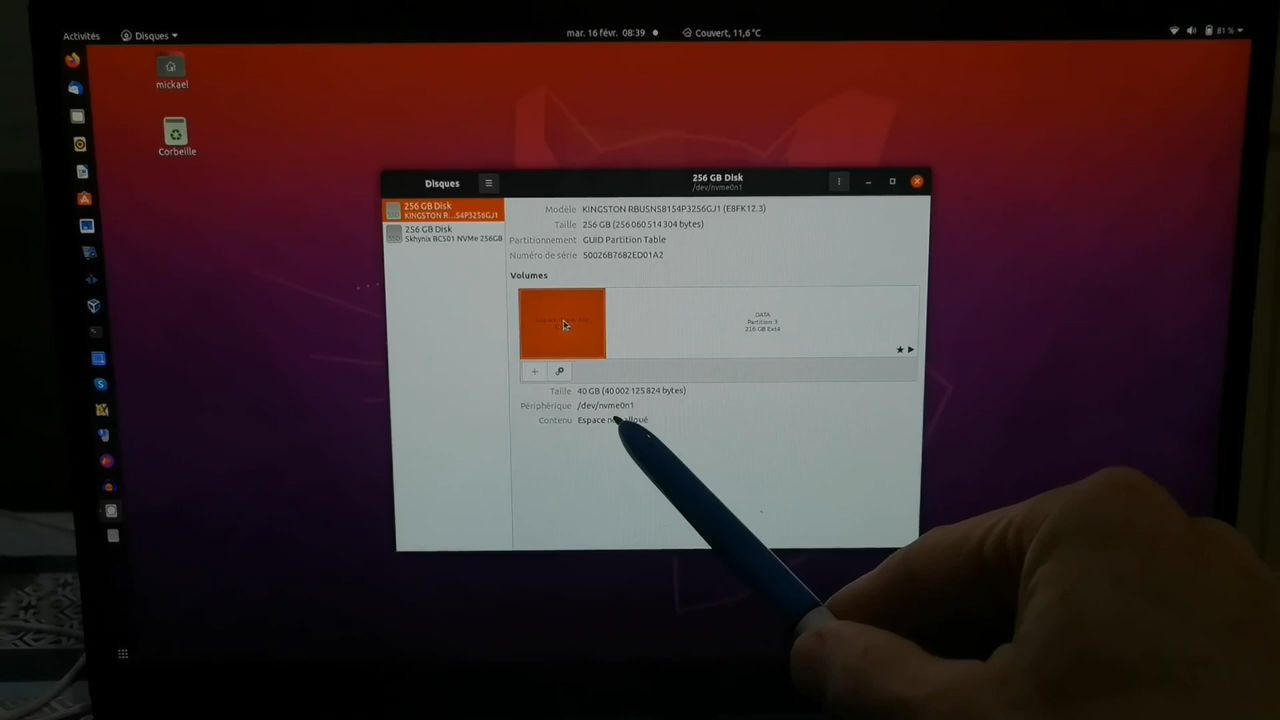 Activités
Disques
mar. 16 févr. 08:39
Couvert, 11,6°C
81 %
mickael
Corbeille
Disques
256 GB Disk
/dev/nvme0n1
256 GB Disk
KINGSTON R…54P3256GJ1
256 GB Disk
Skhynix BC501 NVMe 256GB
Modèle KINGSTON RBUSNS8154P3256GJ1 (E8FK12.3)
Taille 256 GB (256 060 514 304 bytes)
Partitionnement GUID Partition Table
Numéro de série 50026B7682ED01A2
Volumes
DATA
Partition 3
216 GB Ext4
Taille 40 GB (40 002 125 824 bytes)
Périphérique /dev/nvme0n1
Contenu Espace